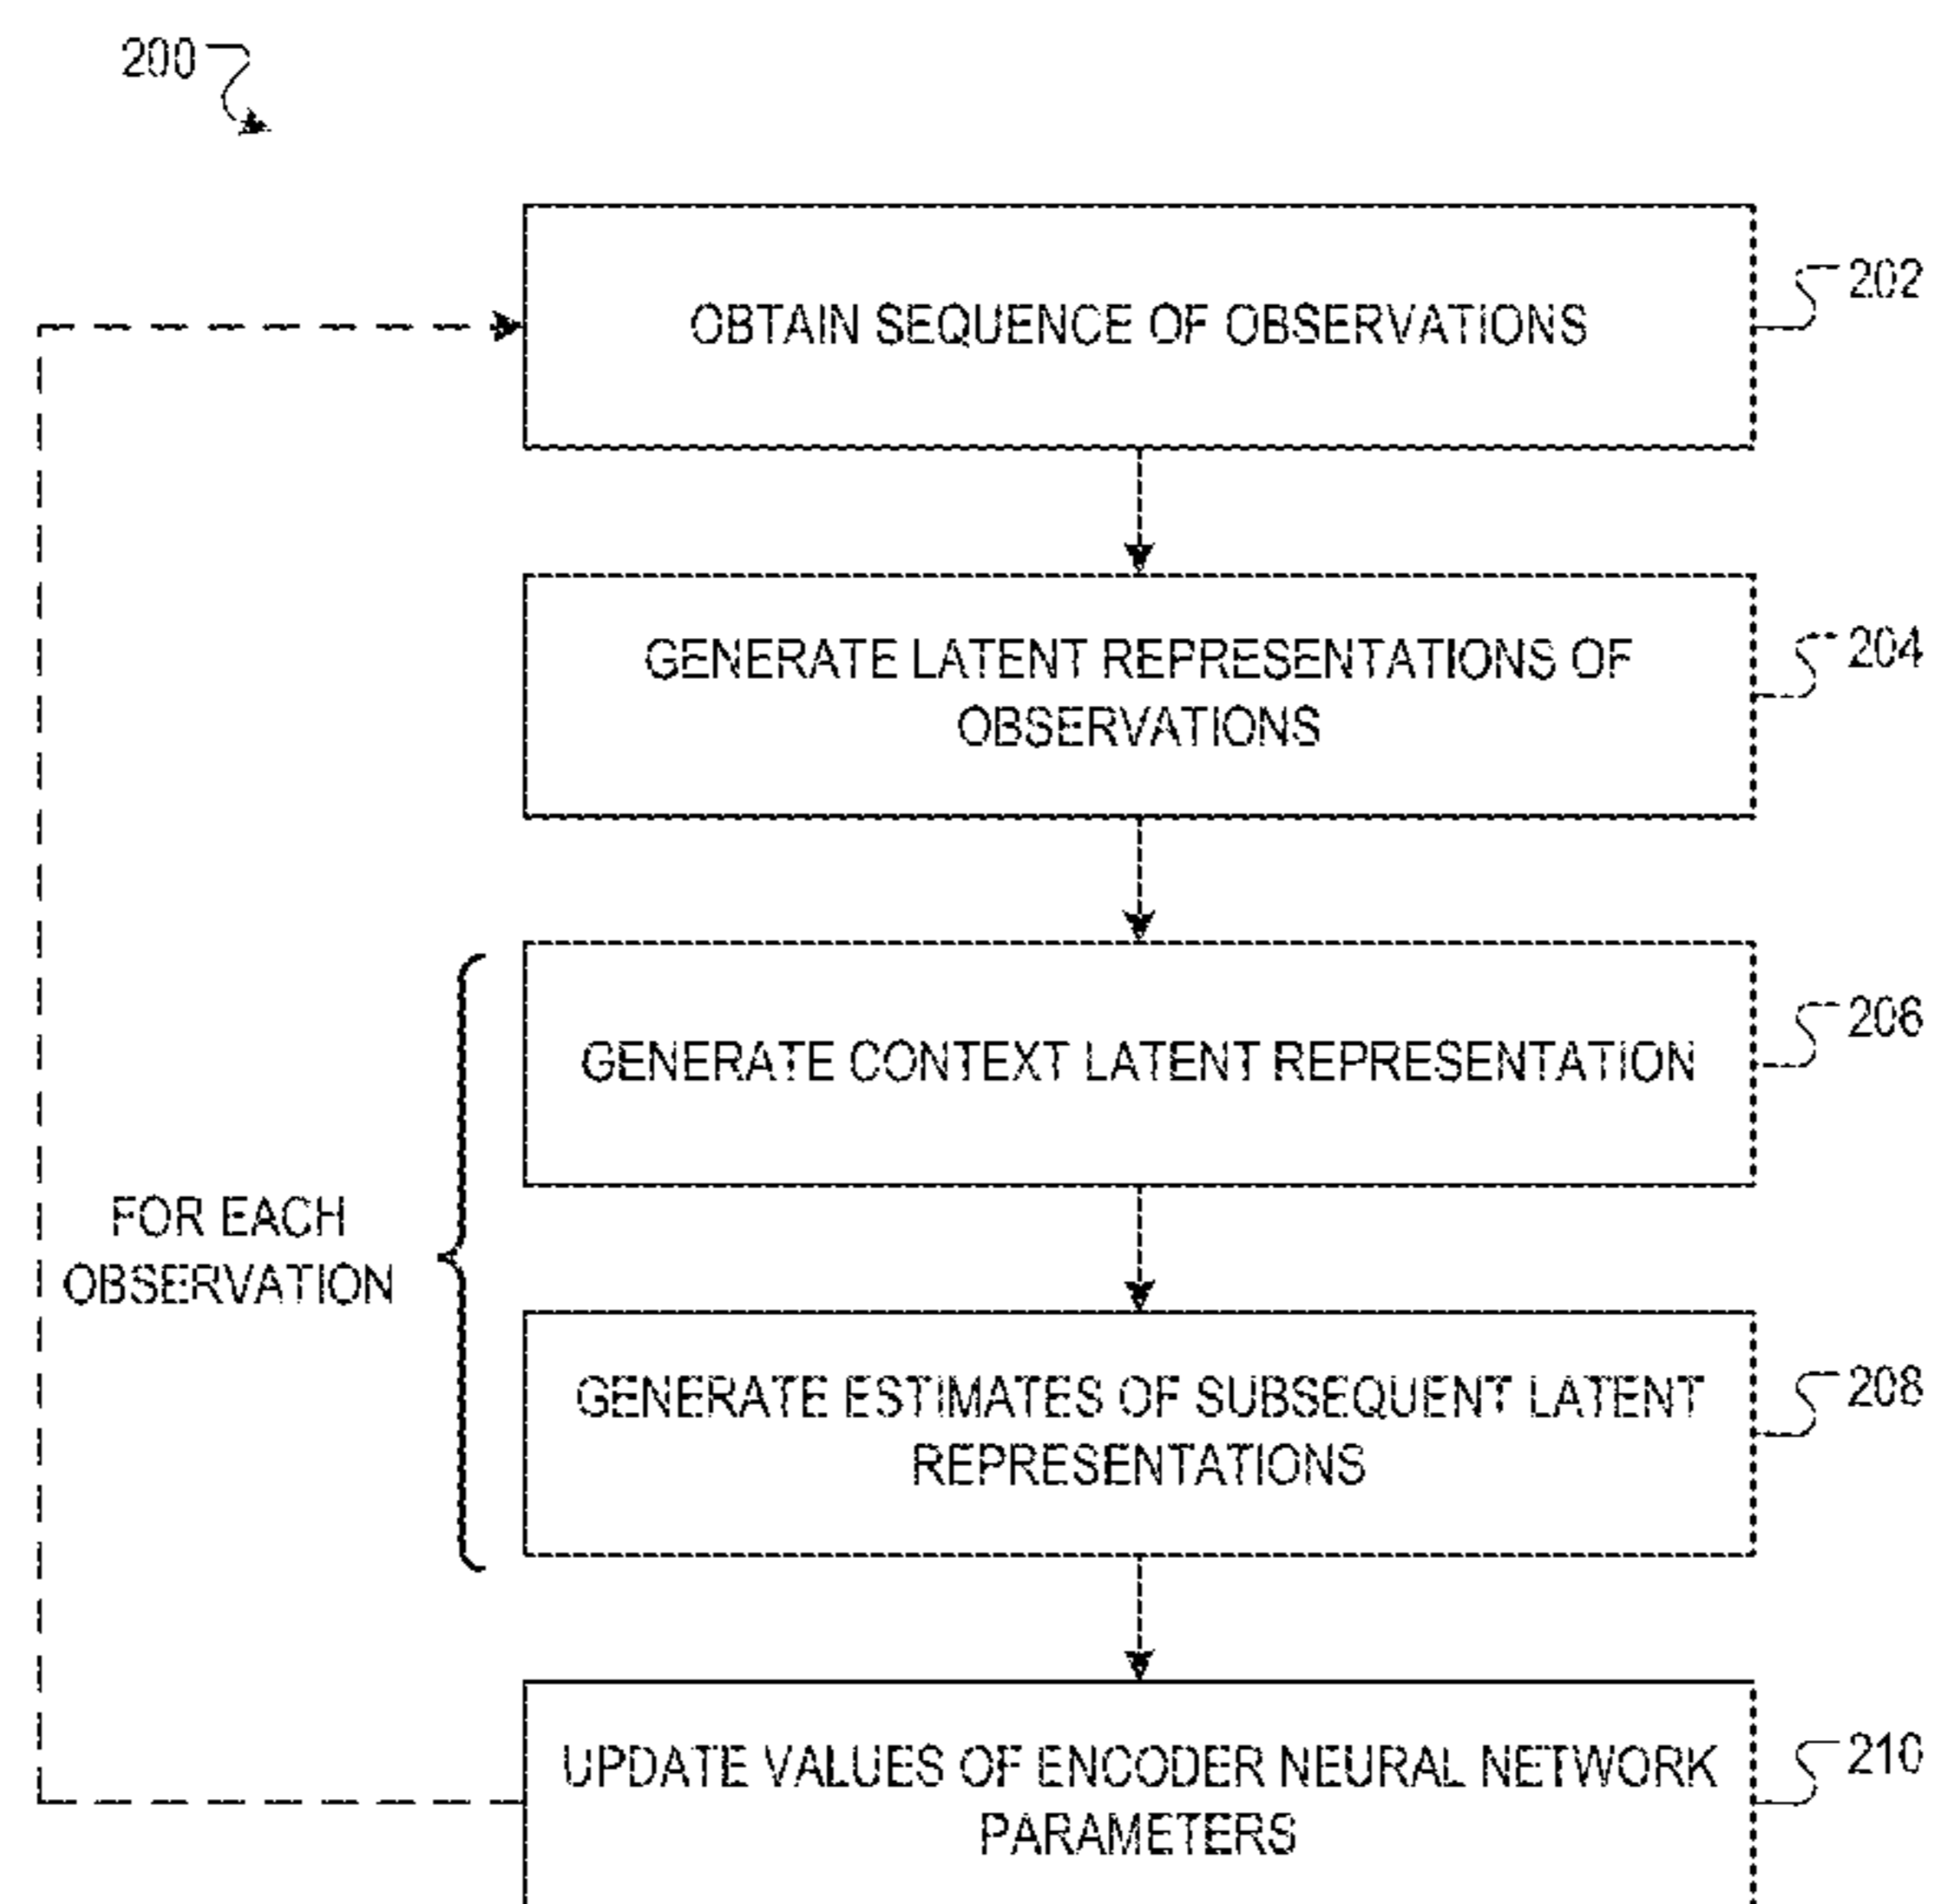 200
OBTAIN SEQUENCE OF OBSERVATIONS
202
GENERATE LATENT REPRESENTATIONS OF
OBSERVATIONS
204
GENERATE CONTEXT LATENT REPRESENTATION
206
FOR EACH
OBSERVATION
GENERATE ESTIMATES OF SUBSEQUENT LATENT
REPRESENTATIONS
208
UPDATE VALUES OF ENCODER NEURAL NETWORK
PARAMETERS
210